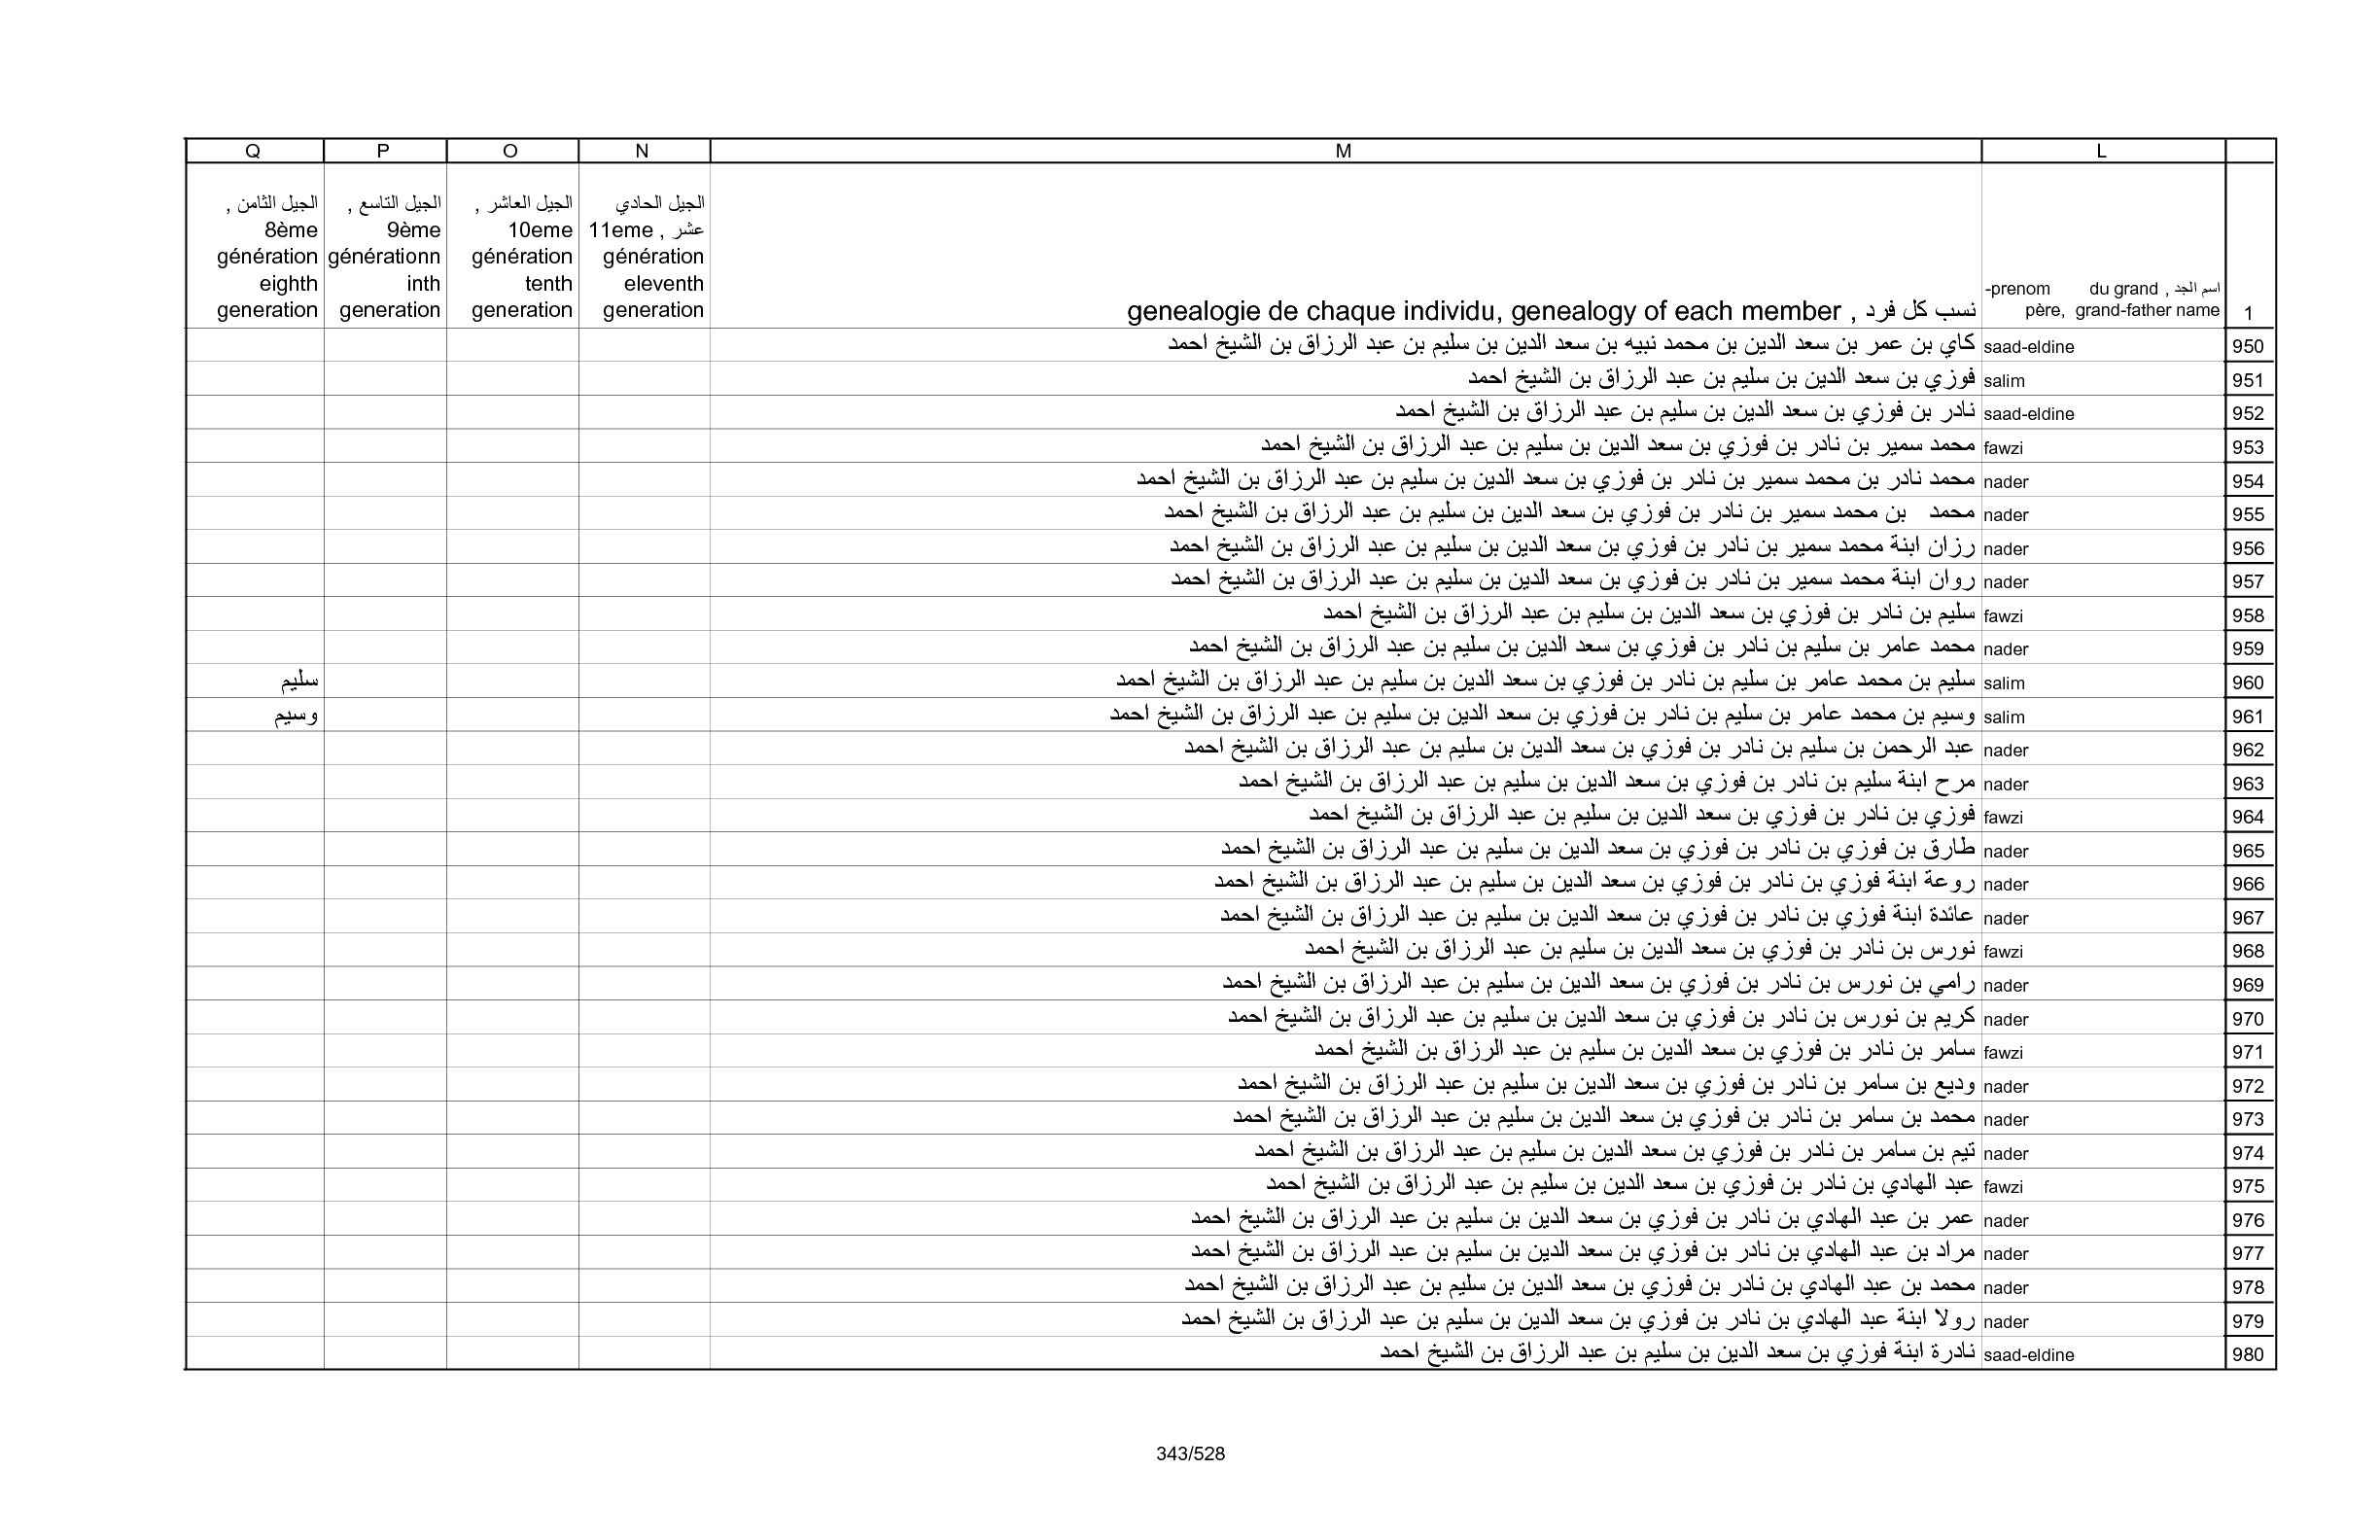 L M N O P Q
1 اسم الجد , du grand -prenom père, grand-father name نسب كل فرد , genealogie de chaque individu, genealogy of each member الجيل الحادي عشر , 11eme génération eleventh generation الجيل العاشر , 10eme génération tenth generation الجيل التاسع , 9ème générationn inth generation الجيل الثامن , 8ème génération eighth generation
950 saad-eldine كاي بن عمر بن سعد الدين بن محمد نبيه بن سعد الدين بن سليم بن عبد الرزاق بن الشيخ احمد
951 salim فوزي بن سعد الدين بن سليم بن عبد الرزاق بن الشيخ احمد
952 saad-eldine نادر بن فوزي بن سعد الدين بن سليم بن عبد الرزاق بن الشيخ احمد
953 fawzi محمد سمير بن نادر بن فوزي بن سعد الدين بن سليم بن عبد الرزاق بن الشيخ احمد
954 nader محمد نادر بن محمد سمير بن نادر بن فوزي بن سعد الدين بن سليم بن عبد الرزاق بن الشيخ احمد
955 nader محمد بن محمد سمير بن نادر بن فوزي بن سعد الدين بن سليم بن عبد الرزاق بن الشيخ احمد
956 nader رزان ابنة محمد سمير بن نادر بن فوزي بن سعد الدين بن سليم بن عبد الرزاق بن الشيخ احمد
957 nader روان ابنة محمد سمير بن نادر بن فوزي بن سعد الدين بن سليم بن عبد الرزاق بن الشيخ احمد
958 fawzi سليم بن نادر بن فوزي بن سعد الدين بن سليم بن عبد الرزاق بن الشيخ احمد
959 nader محمد عامر بن سليم بن نادر بن فوزي بن سعد الدين بن سليم بن عبد الرزاق بن الشيخ احمد
960 salim سليم بن محمد عامر بن سليم بن نادر بن فوزي بن سعد الدين بن سليم بن عبد الرزاق بن الشيخ احمد سليم
961 salim وسيم بن محمد عامر بن سليم بن نادر بن فوزي بن سعد الدين بن سليم بن عبد الرزاق بن الشيخ احمد وسيم
962 nader عبد الرحمن بن سليم بن نادر بن فوزي بن سعد الدين بن سليم بن عبد الرزاق بن الشيخ احمد
963 nader مرح ابنة سليم بن نادر بن فوزي بن سعد الدين بن سليم بن عبد الرزاق بن الشيخ احمد
964 fawzi فوزي بن نادر بن فوزي بن سعد الدين بن سليم بن عبد الرزاق بن الشيخ احمد
965 nader طارق بن فوزي بن نادر بن فوزي بن سعد الدين بن سليم بن عبد الرزاق بن الشيخ احمد
966 nader روعة ابنة فوزي بن نادر بن فوزي بن سعد الدين بن سليم بن عبد الرزاق بن الشيخ احمد
967 nader عائدة ابنة فوزي بن نادر بن فوزي بن سعد الدين بن سليم بن عبد الرزاق بن الشيخ احمد
968 fawzi نورس بن نادر بن فوزي بن سعد الدين بن سليم بن عبد الرزاق بن الشيخ احمد
969 nader رامي بن نورس بن نادر بن فوزي بن سعد الدين بن سليم بن عبد الرزاق بن الشيخ احمد
970 nader كريم بن نورس بن نادر بن فوزي بن سعد الدين بن سليم بن عبد الرزاق بن الشيخ احمد
971 fawzi سامر بن نادر بن فوزي بن سعد الدين بن سليم بن عبد الرزاق بن الشيخ احمد
972 nader وديع بن سامر بن نادر بن فوزي بن سعد الدين بن سليم بن عبد الرزاق بن الشيخ احمد
973 nader محمد بن سامر بن نادر بن فوزي بن سعد الدين بن سليم بن عبد الرزاق بن الشيخ احمد
974 nader تيم بن سامر بن نادر بن فوزي بن سعد الدين بن سليم بن عبد الرزاق بن الشيخ احمد
975 fawzi عبد الهادي بن نادر بن فوزي بن سعد الدين بن سليم بن عبد الرزاق بن الشيخ احمد
976 nader عمر بن عبد الهادي بن نادر بن فوزي بن سعد الدين بن سليم بن عبد الرزاق بن الشيخ احمد
977 nader مراد بن عبد الهادي بن نادر بن فوزي بن سعد الدين بن سليم بن عبد الرزاق بن الشيخ احمد
978 nader محمد بن عبد الهادي بن نادر بن فوزي بن سعد الدين بن سليم بن عبد الرزاق بن الشيخ احمد
979 nader رولا ابنة عبد الهادي بن نادر بن فوزي بن سعد الدين بن سليم بن عبد الرزاق بن الشيخ احمد
980 saad-eldine نادرة ابنة فوزي بن سعد الدين بن سليم بن عبد الرزاق بن الشيخ احمد
343/528